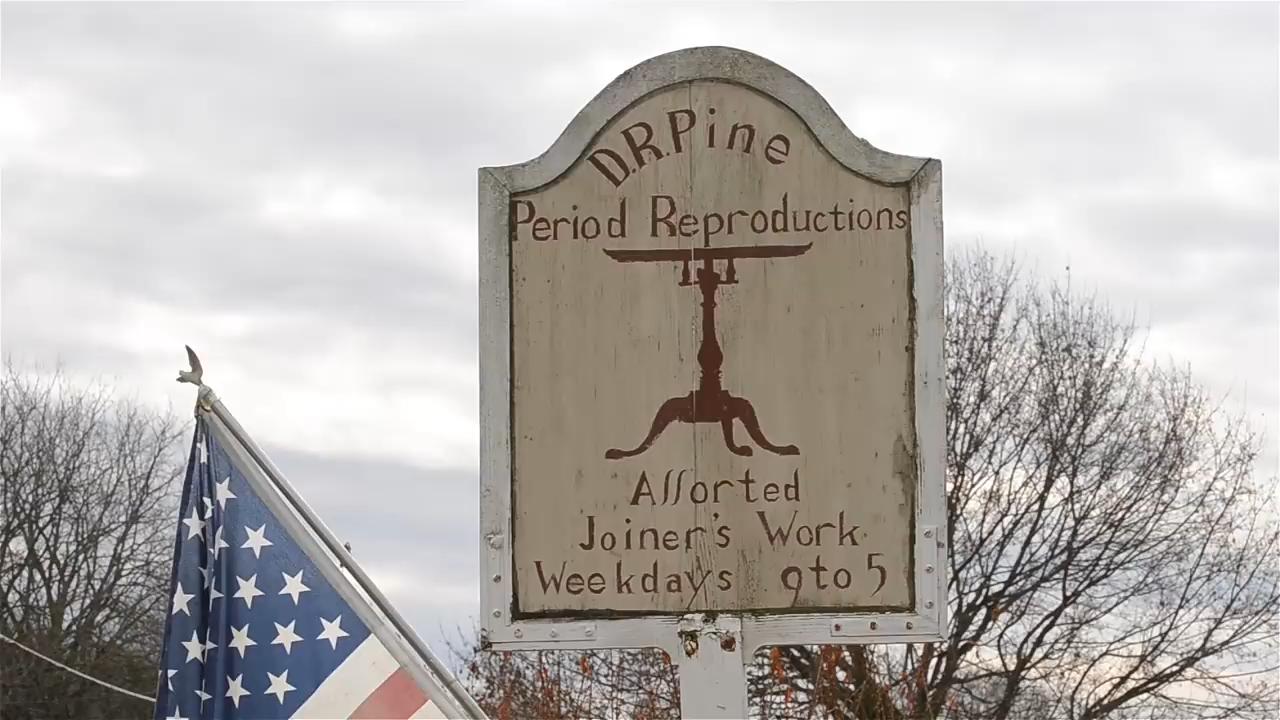 D.R.Pine
Period Reproductions
Aſſorted
Joiner's Work
Weekdays 9 to 5